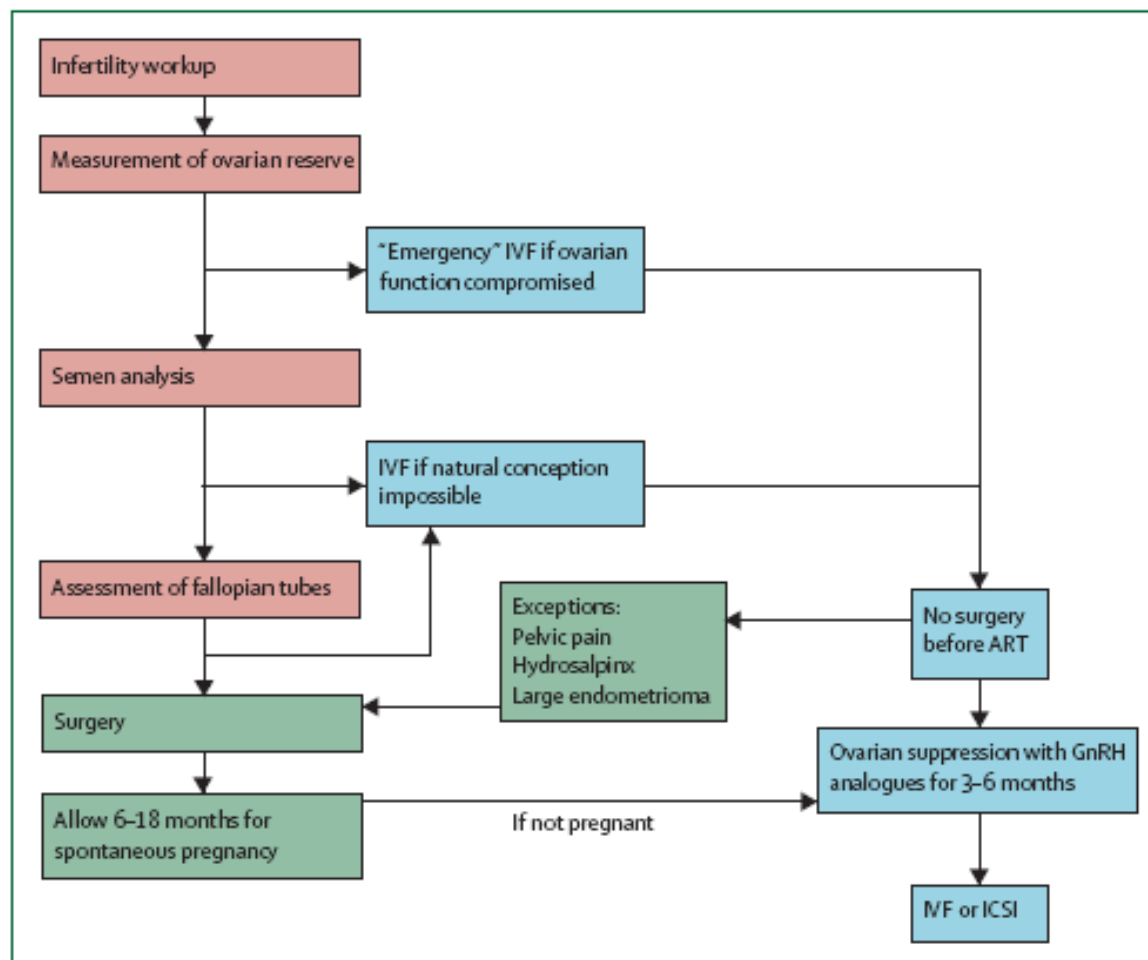 Infertility workup
Measurement of ovarian reserve
“Emergency” IVF if ovarian
function compromised
Semen analysis
IVF if natural conception
impossible
Assessment of fallopian tubes
Exceptions:
Pelvic pain
Hydrosalpinx
Large endometrioma
No surgery
before ART
Surgery
Ovarian suppression with GnRH
analogues for 3–6 months
Allow 6–18 months for
spontaneous pregnancy
If not pregnant
IVF or ICSI